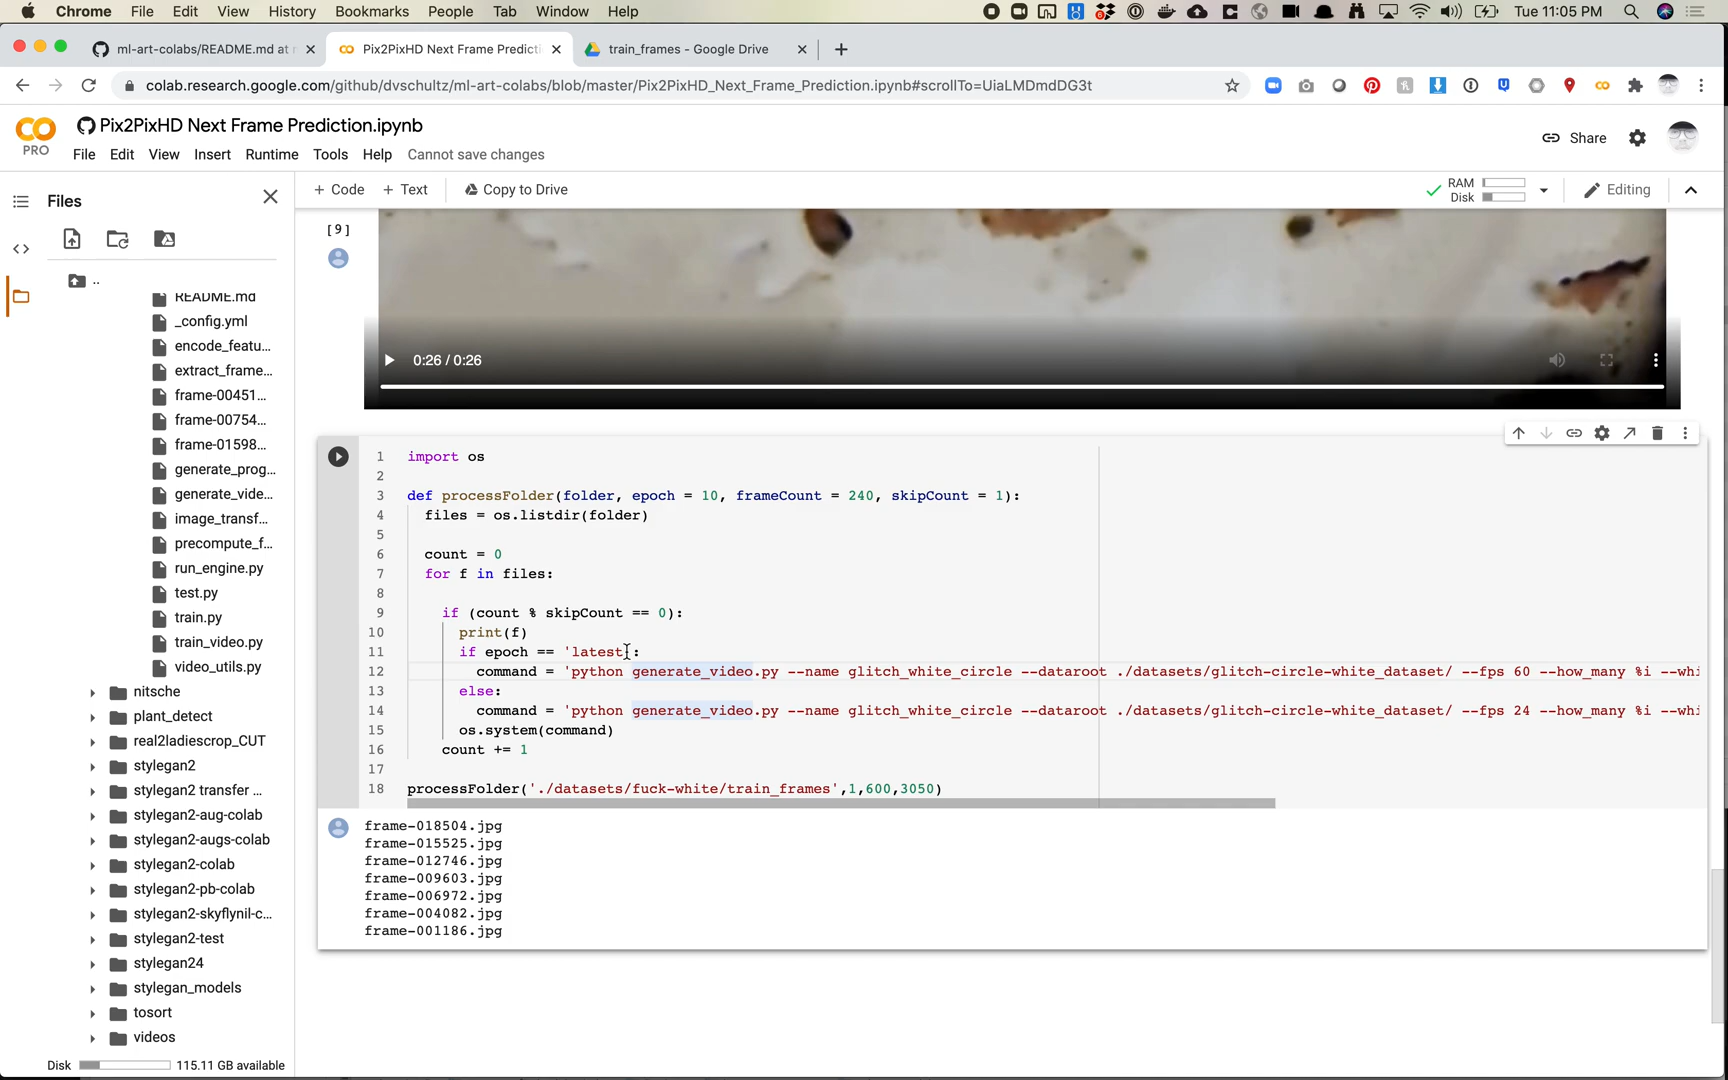 Chrome File Edit View History Bookmarks People Tab Window Help
Tue 11:05 PM
ml-art-colabs/README.md at m
Pix2PixHD Next Frame Predicti
train_frames - Google Drive
colab.research.google.com/github/dvschultz/ml-art-colabs/blob/master/Pix2PixHD_Next_Frame_Prediction.ipynb#scrollTo=UiaLMDmdDG3t
Pix2PixHD Next Frame Prediction.ipynb
PRO
File Edit View Insert Runtime Tools Help Cannot save changes
Share
Files
+ Code + Text Copy to Drive
RAM
Disk
Editing
..
README.md
_config.yml
encode_featu...
extract_frame...
frame-00451...
frame-00754...
frame-01598...
generate_prog...
generate_vide...
image_transf...
precompute_f...
run_engine.py
test.py
train.py
train_video.py
video_utils.py
nitsche
plant_detect
real2ladiescrop_CUT
stylegan2
stylegan2 transfer ...
stylegan2-aug-colab
stylegan2-augs-colab
stylegan2-colab
stylegan2-pb-colab
stylegan2-skyflynil-c...
stylegan2-test
stylegan24
stylegan_models
tosort
videos
Disk 115.11 GB available
[9]
0:26 / 0:26
1 import os
2
3 def processFolder(folder, epoch = 10, frameCount = 240, skipCount = 1):
4 files = os.listdir(folder)
5
6 count = 0
7 for f in files:
8
9 if (count % skipCount == 0):
10 print(f)
11 if epoch == 'latest':
12 command = 'python generate_video.py --name glitch_white_circle --dataroot ./datasets/glitch-circle-white_dataset/ --fps 60 --how_many %i --whi
13 else:
14 command = 'python generate_video.py --name glitch_white_circle --dataroot ./datasets/glitch-circle-white_dataset/ --fps 24 --how_many %i --whi
15 os.system(command)
16 count += 1
17
18 processFolder('./datasets/fuck-white/train_frames',1,600,3050)
frame-018504.jpg
frame-015525.jpg
frame-012746.jpg
frame-009603.jpg
frame-006972.jpg
frame-004082.jpg
frame-001186.jpg